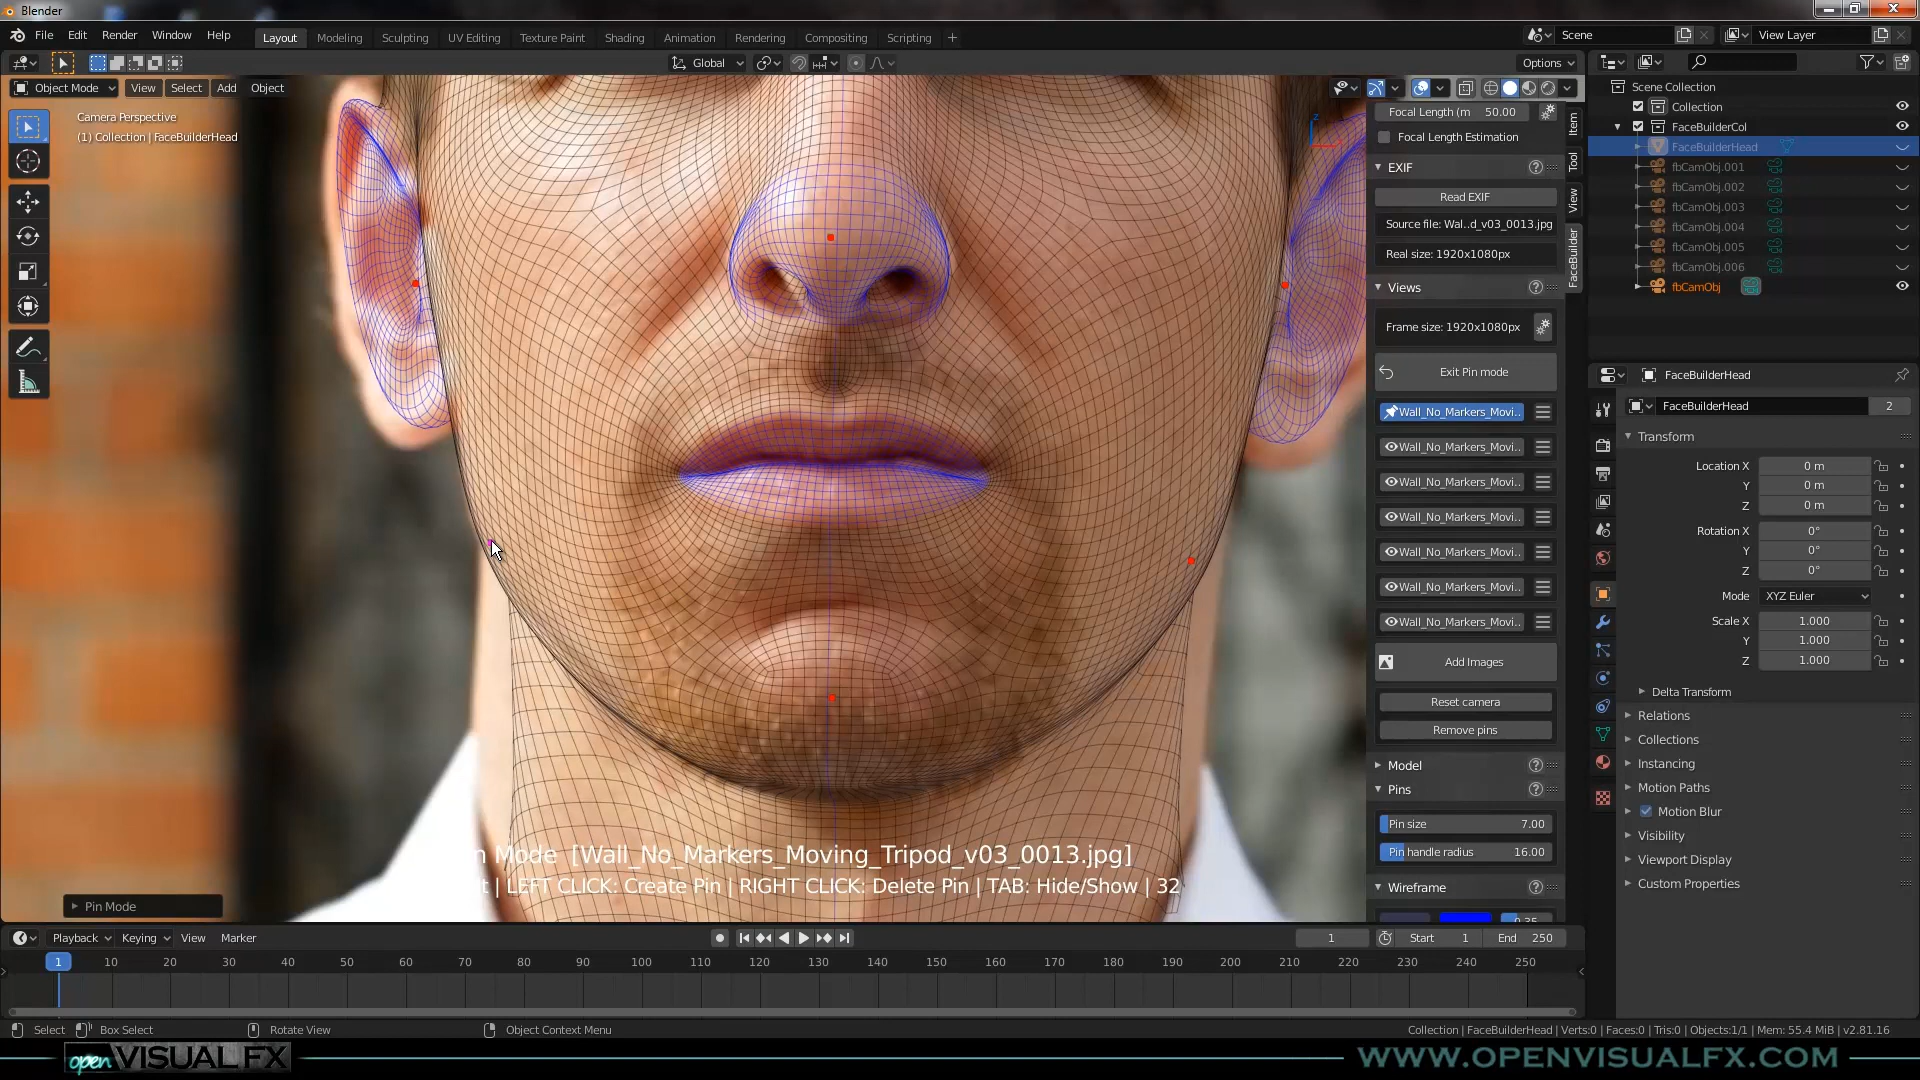 Blender
File Edit Render Window Help
Layout Modeling Sculpting UV Editing Texture Paint Shading Animation Rendering Compositing Scripting +
Scene
View Layer
Global
Options
Object Mode View Select Add Object
Camera Perspective
(1) Collection | FaceBuilderHead
Focal Length (m 50.00
Focal Length Estimation
EXIF
Read EXIF
Source file: Wal..d_v03_0013.jpg
Real size: 1920x1080px
Views
Frame size: 1920x1080px
Exit Pin mode
Wall_No_Markers_Movi..
Wall_No_Markers_Movi..
Wall_No_Markers_Movi..
Wall_No_Markers_Movi..
Wall_No_Markers_Movi..
Wall_No_Markers_Movi..
Wall_No_Markers_Movi..
Add Images
Reset camera
Remove pins
Model
Pins
Pin size 7.00
Pin handle radius 16.00
Wireframe
0.35
Item
Tool
View
FaceBuilder
Scene Collection
Collection
FaceBuilderCol
FaceBuilderHead
fbCamObj.001
fbCamObj.002
fbCamObj.003
fbCamObj.004
fbCamObj.005
fbCamObj.006
fbCamObj
FaceBuilderHead
FaceBuilderHead 2
Transform
Location X 0 m
Y 0 m
Z 0 m
Rotation X 0°
Y 0°
Z 0°
Mode XYZ Euler
Scale X 1.000
Y 1.000
Z 1.000
Delta Transform
Relations
Collections
Instancing
Motion Paths
Motion Blur
Visibility
Viewport Display
Custom Properties
n Mode [Wall_No_Markers_Moving_Tripod_v03_0013.jpg]
t | LEFT CLICK: Create Pin | RIGHT CLICK: Delete Pin | TAB: Hide/Show | 32
Pin Mode
Playback Keying View Marker
1 Start 1 End 250
1 10 20 30 40 50 60 70 80 90 100 110 120 130 140 150 160 170 180 190 200 210 220 230 240 250
Select Box Select Rotate View Object Context Menu
Collection | FaceBuilderHead | Verts:0 | Faces:0 | Tris:0 | Objects:1/1 | Mem: 55.4 MiB | v2.81.16
open VISUALFX
WWW.OPENVISUALFX.COM